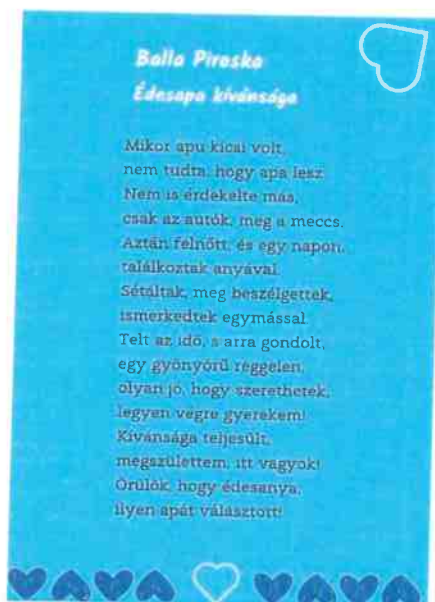 Balla Piroska
Édesapa kívánsága
Mikor apu kicsi volt,
nem tudta, hogy apa lesz.
Nem is érdekelte más,
csak az autók, meg a meccs.
Aztán felnőtt, és egy napon,
találkoztak anyával.
Sétáltak, meg beszélgettek,
ismerkedtek egymással.
Telt az idő, s arra gondolt,
egy gyönyörű reggelen,
olyan jó, hogy szerethetek,
legyen végre gyerekem!
Kívánsága teljesült,
megszülettem, itt vagyok!
Örülök, hogy édesanya,
ilyen apát választott!